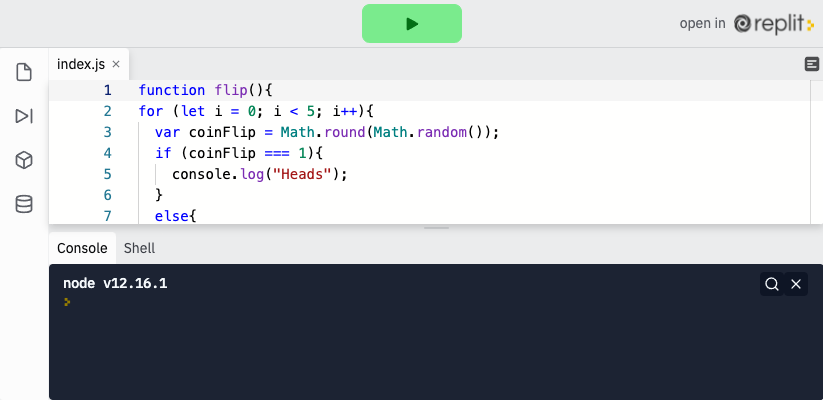 open in replit
index.js ×
1 function flip(){
2 for (let i = 0; i < 5; i++){
3 var coinFlip = Math.round(Math.random());
4 if (coinFlip === 1){
5 console.log("Heads");
6 }
7 else{
Console Shell
node v12.16.1